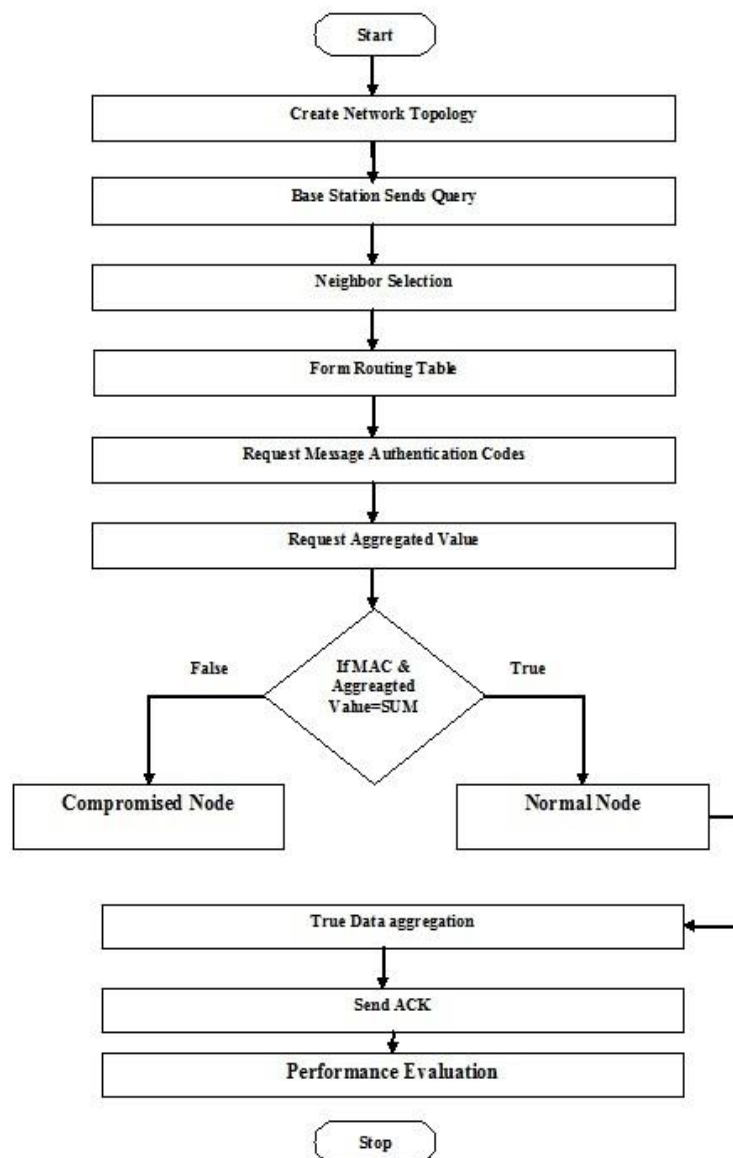 Start
Create Network Topology
Base Station Sends Query
Neighbor Selection
Form Routing Table
Request Message Authentication Codes
Request Aggregated Value
False
If MAC &
Aggreagted
Value=SUM
True
Compromised Node
Normal Node
True Data aggregation
Send ACK
Performance Evaluation
Stop